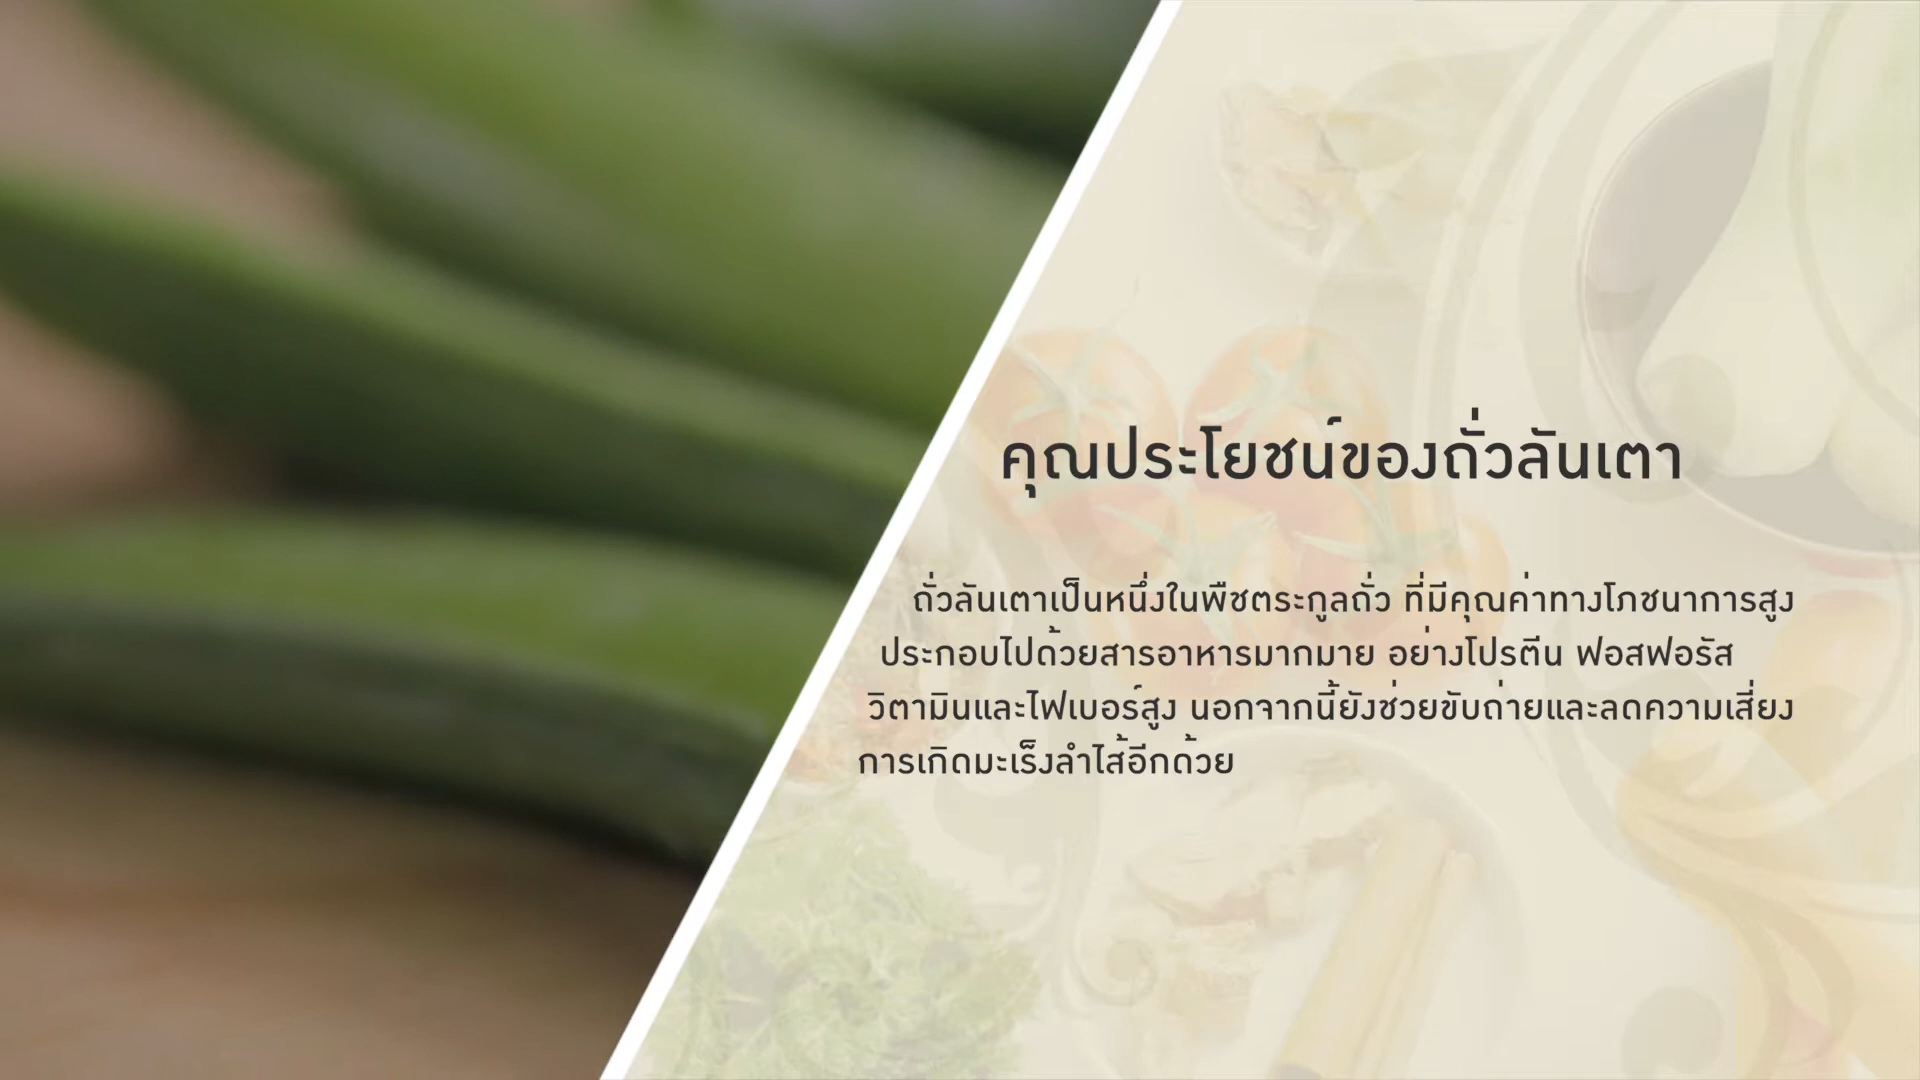 คุณประโยชน์ของถั่วลันเตา
ถั่วลันเตาเป็นหนึ่งในพืชตระกูลถั่ว ที่มีคุณค่าทางโภชนาการสูง
ประกอบไปด้วยสารอาหารมากมาย อย่างโปรตีน ฟอสฟอรัส
วิตามินและไฟเบอร์สูง นอกจากนี้ยังช่วยขับถ่ายและลดความเสี่ยง
การเกิดมะเร็งลำไส้อีกด้วย